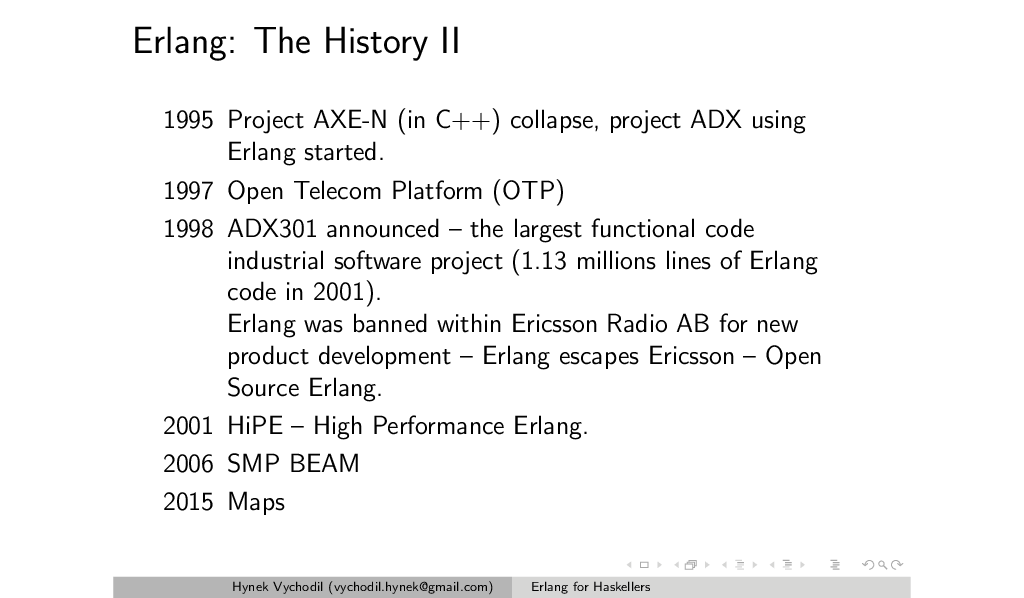 Erlang: The History II
1995 Project AXE-N (in C++) collapse, project ADX using
Erlang started.
1997 Open Telecom Platform (OTP)
1998 ADX301 announced – the largest functional code
industrial software project (1.13 millions lines of Erlang
code in 2001).
Erlang was banned within Ericsson Radio AB for new
product development – Erlang escapes Ericsson – Open
Source Erlang.
2001 HiPE – High Performance Erlang.
2006 SMP BEAM
2015 Maps
Hynek Vychodil (vychodil.hynek@gmail.com) Erlang for Haskellers